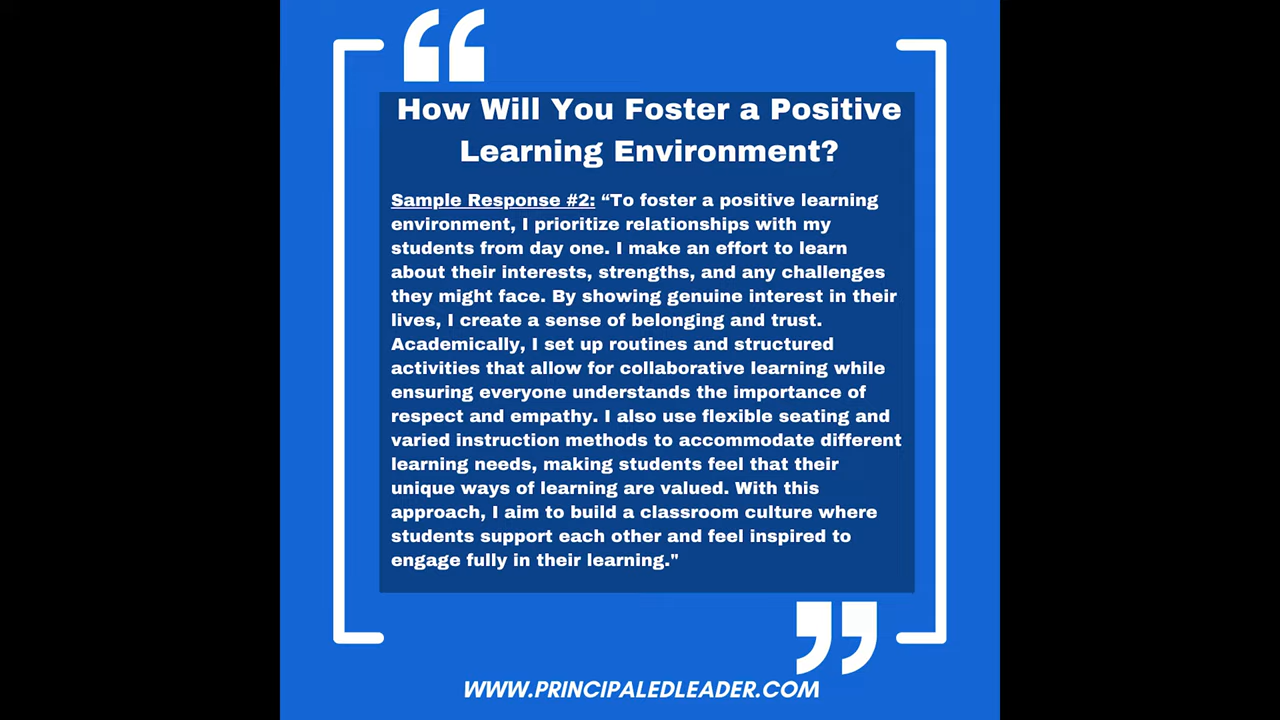 How Will You Foster a Positive
Learning Environment?
Sample Response #2: “To foster a positive learning
environment, I prioritize relationships with my
students from day one. I make an effort to learn
about their interests, strengths, and any challenges
they might face. By showing genuine interest in their
lives, I create a sense of belonging and trust.
Academically, I set up routines and structured
activities that allow for collaborative learning while
ensuring everyone understands the importance of
respect and empathy. I also use flexible seating and
varied instruction methods to accommodate different
learning needs, making students feel that their
unique ways of learning are valued. With this
approach, I aim to build a classroom culture where
students support each other and feel inspired to
engage fully in their learning."
WWW.PRINCIPALEDLEADER.COM